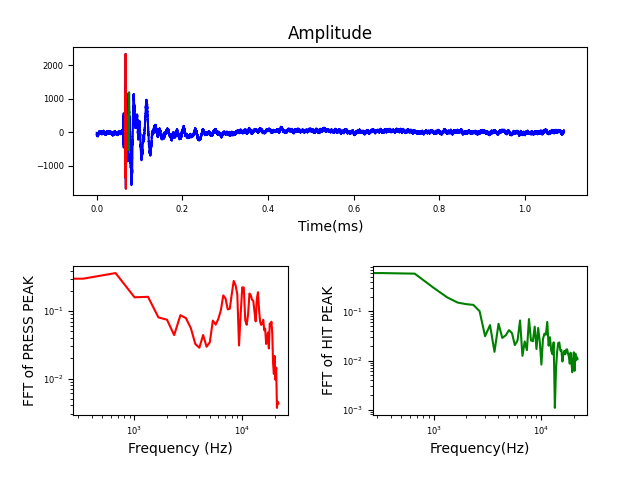 Amplitude
2000
1000
0
−1000
0.0 0.2 0.4 0.6 0.8 1.0
Time(ms)
FFT of PRESS PEAK
10⁻¹
10⁻²
10³ 10⁴
Frequency (Hz)
FFT of HIT PEAK
10⁻¹
10⁻²
10⁻³
10³ 10⁴
Frequency(Hz)